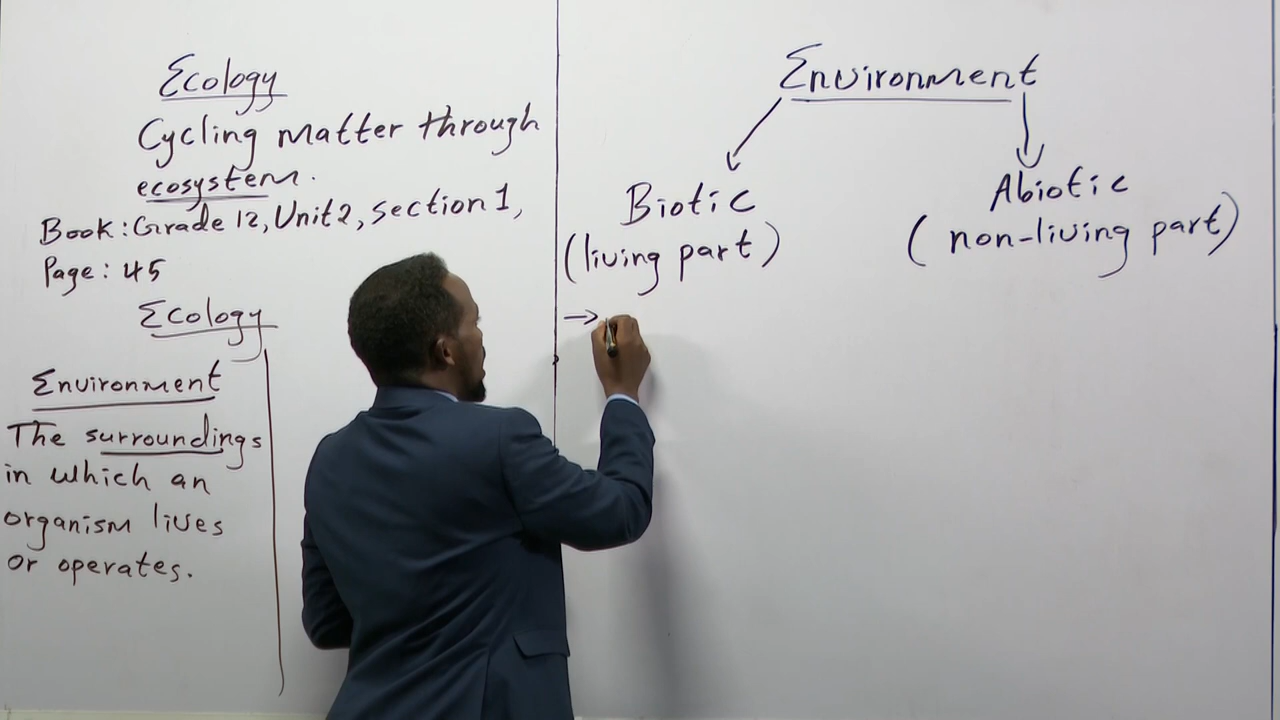 Ecology
Cycling matter through
ecosystem.
Book: Grade 12, Unit 2, section 1,
Page: 45
Ecology
Environment
The surroundings
in which an
organism lives
or operates.
Environment
Biotic
(living part)
Abiotic
(non-living part)
→